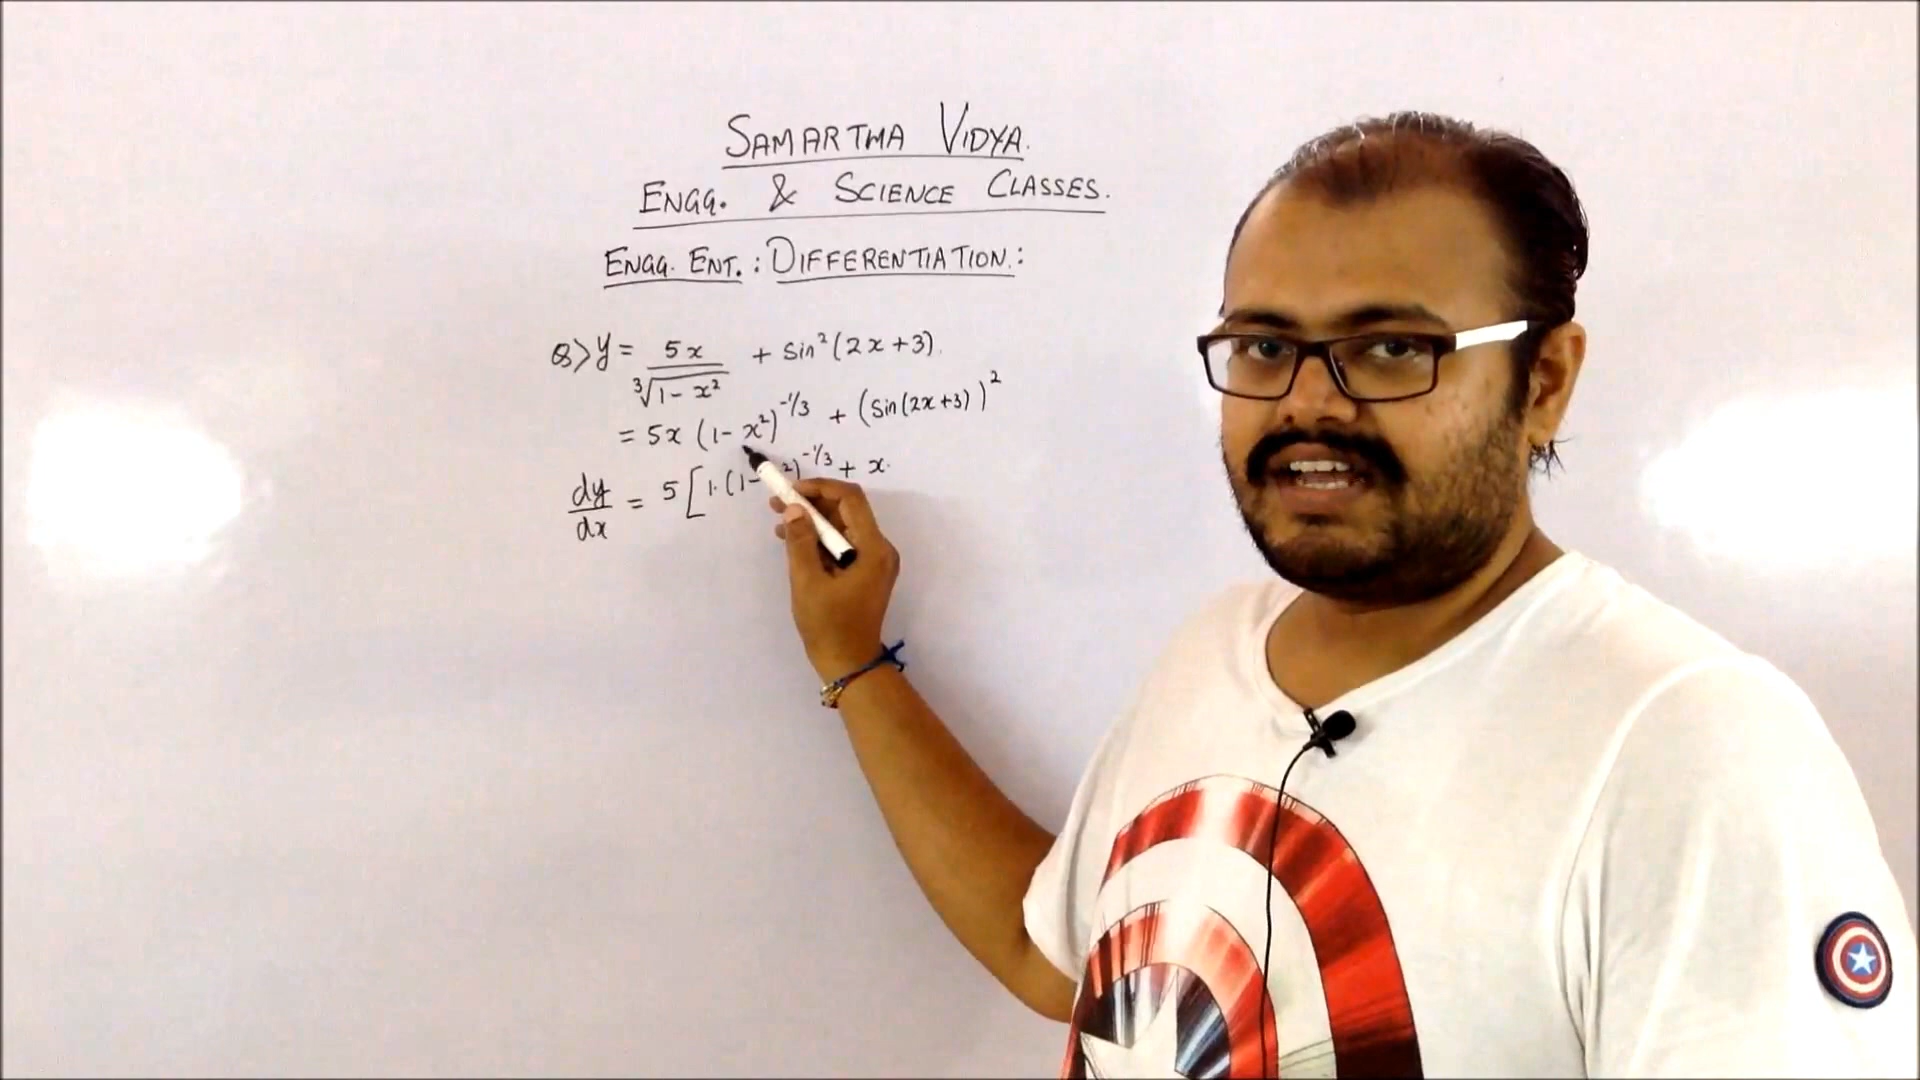 SAMARTHA VIDYA.
ENGG. & SCIENCE CLASSES.
ENGG. ENT. : DIFFERENTIATION :
Q> y = 5x / ∛(1 - x²) + sin²(2x+3).
= 5x (1 - x²)^(-1/3) + (sin(2x+3))²
dy/dx = 5 [ 1. (1 - ²)^(-1/3) + x.